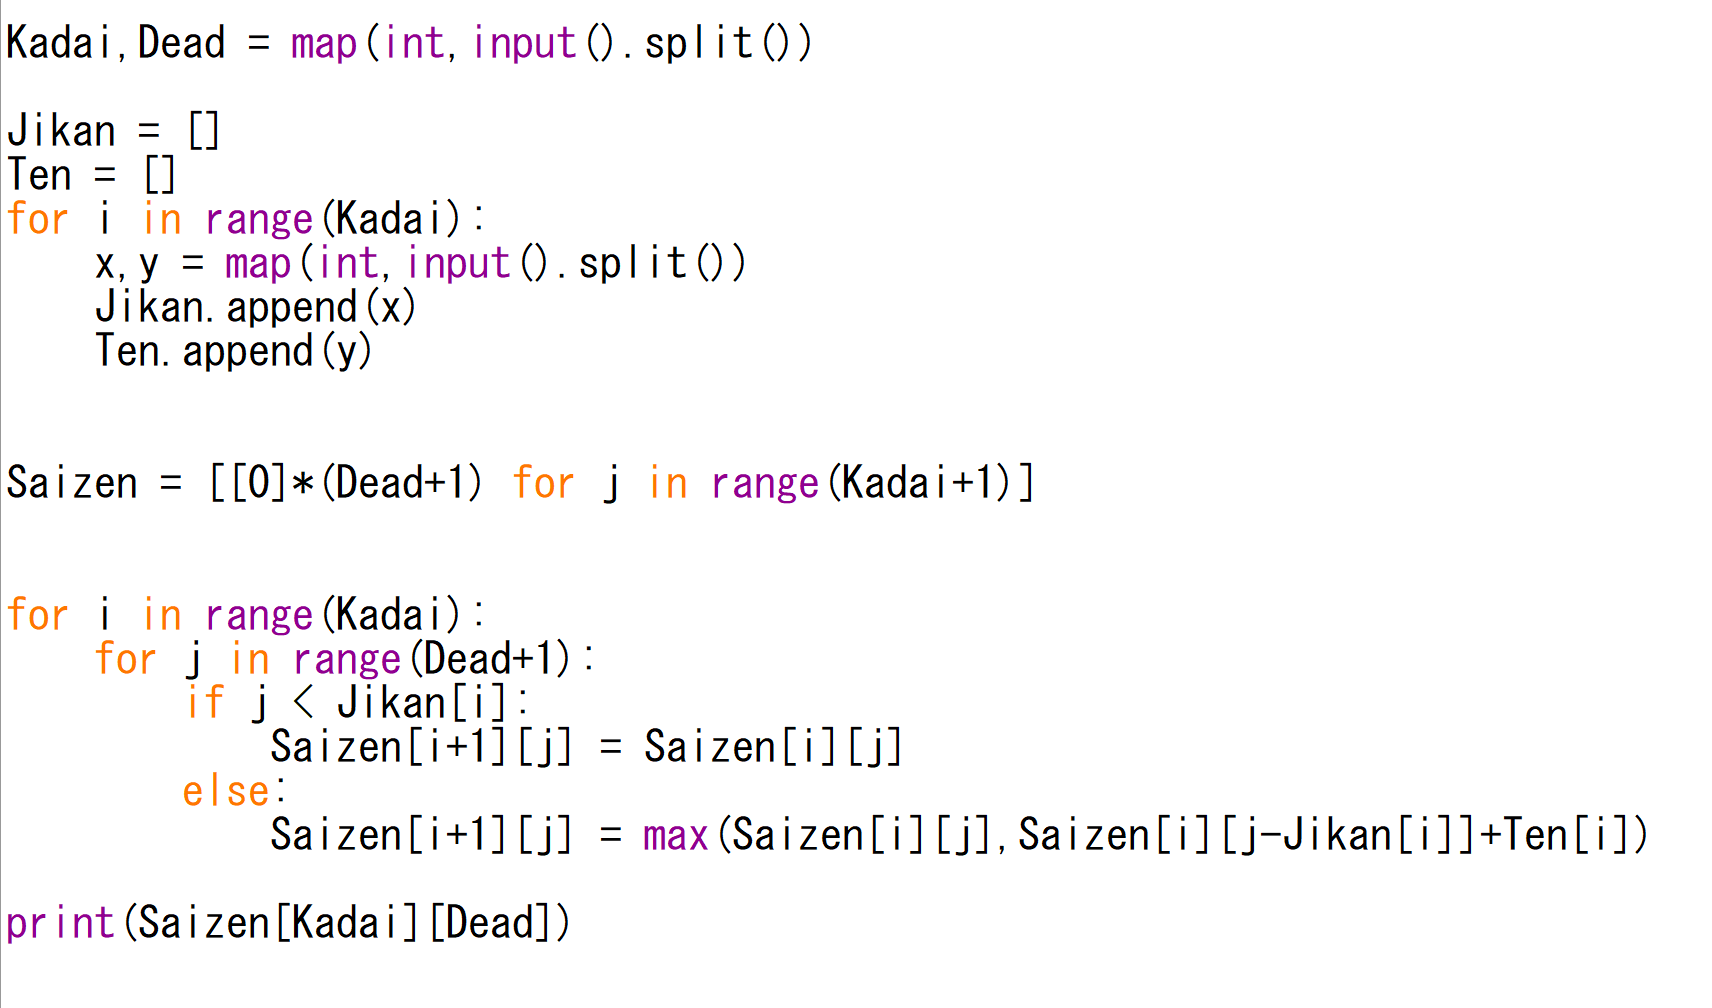 Kadai,Dead = map(int,input().split())
Jikan = []
Ten = []
for i in range(Kadai):
    x,y = map(int,input().split())
    Jikan.append(x)
    Ten.append(y)
Saizen = [[0]*(Dead+1) for j in range(Kadai+1)]
for i in range(Kadai):
    for j in range(Dead+1):
        if j < Jikan[i]:
            Saizen[i+1][j] = Saizen[i][j]
        else:
            Saizen[i+1][j] = max(Saizen[i][j],Saizen[i][j-Jikan[i]]+Ten[i])
print(Saizen[Kadai][Dead])